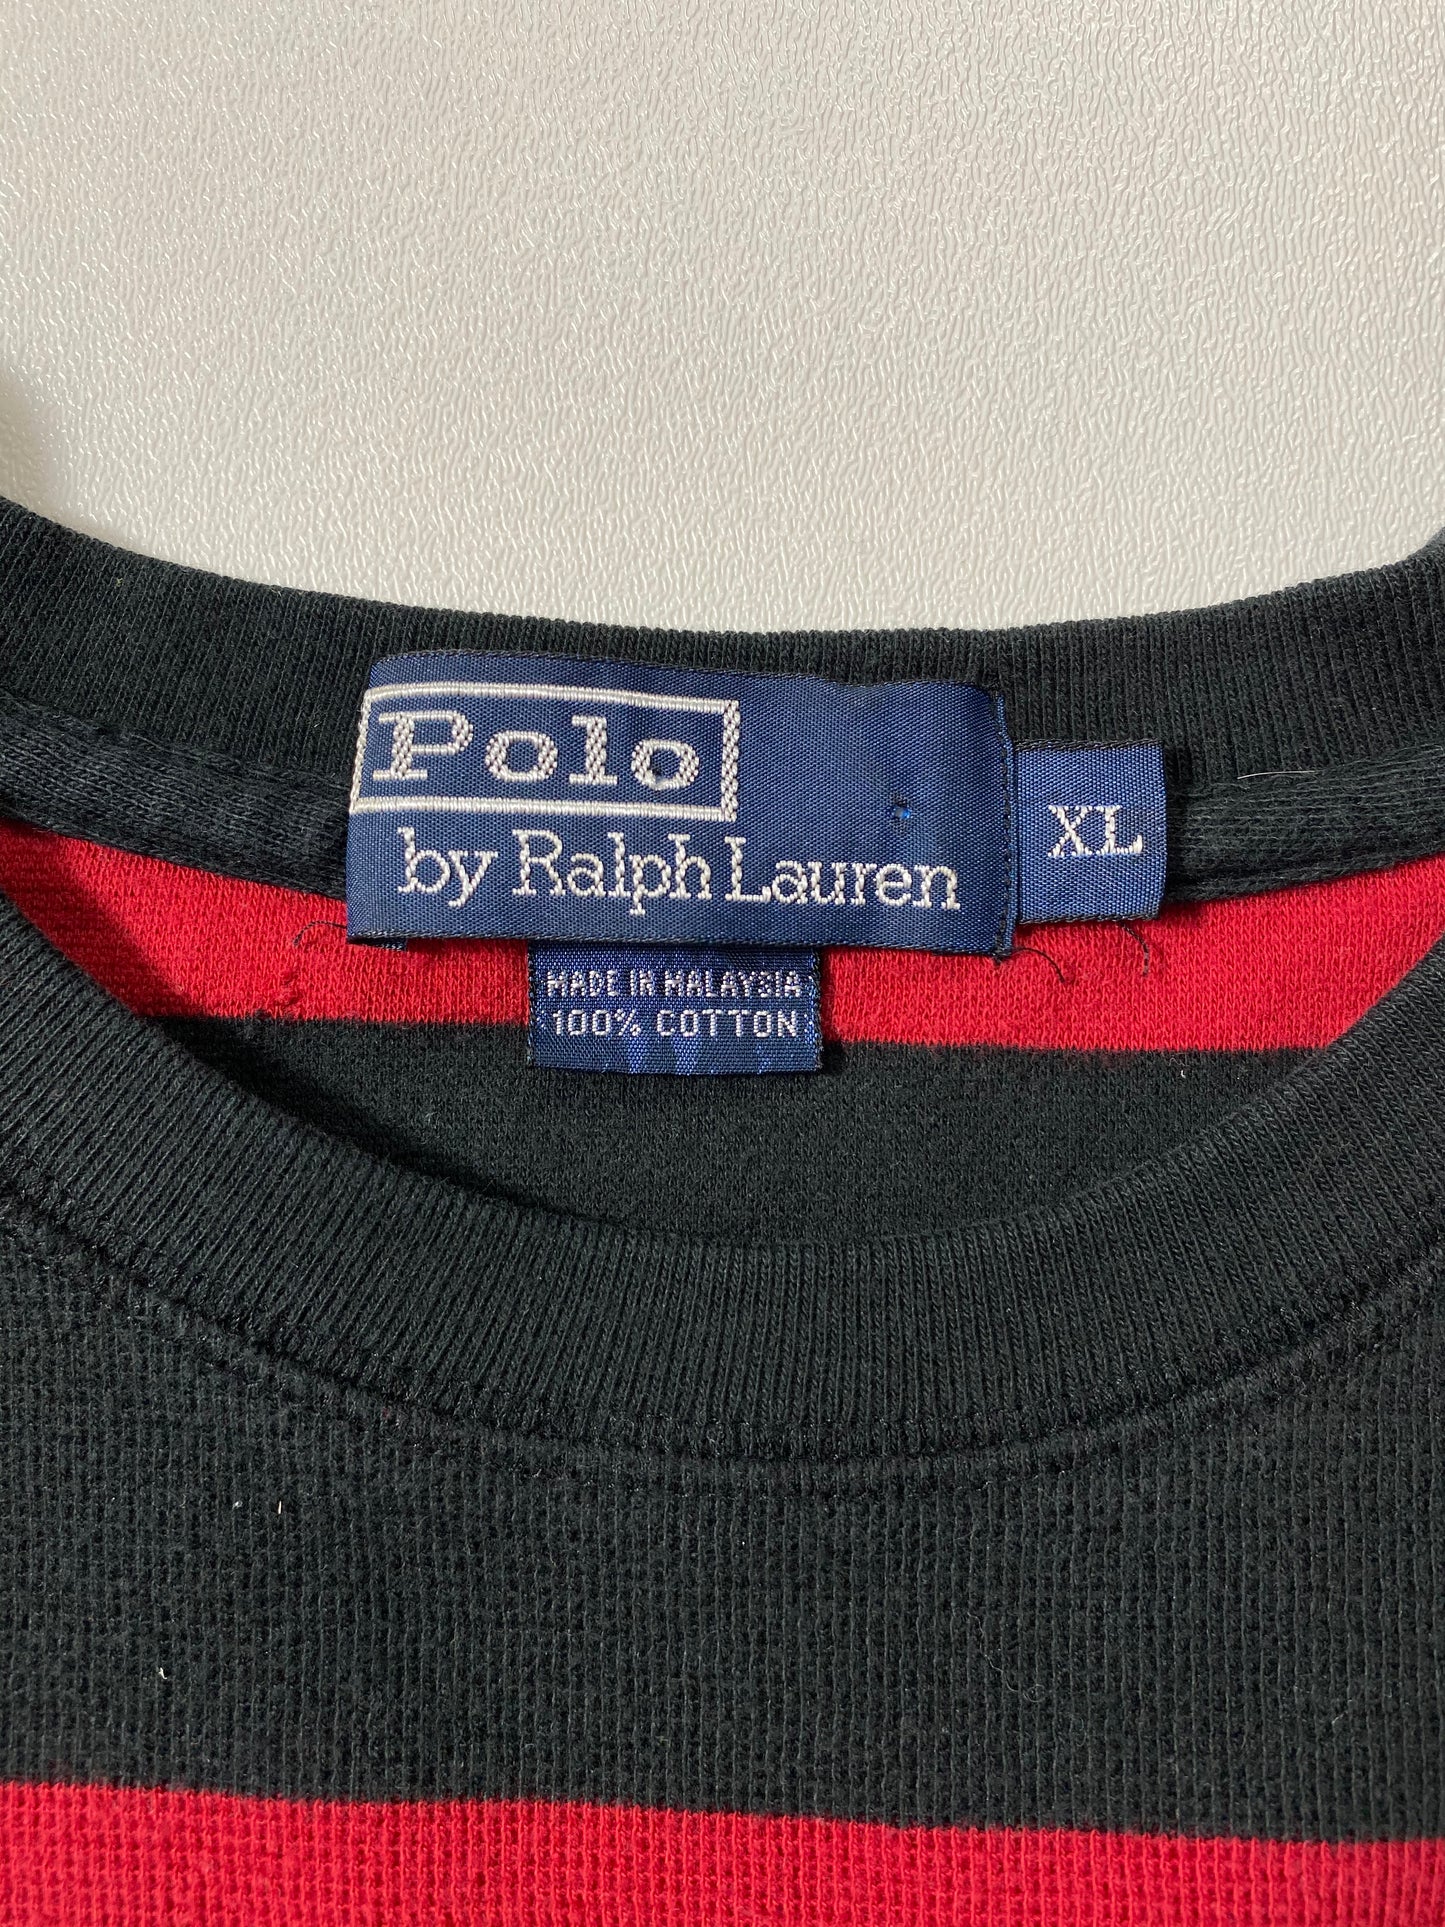 Polo
by Ralph Lauren
XL
MADE IN MALAYSIA
100% COTTON